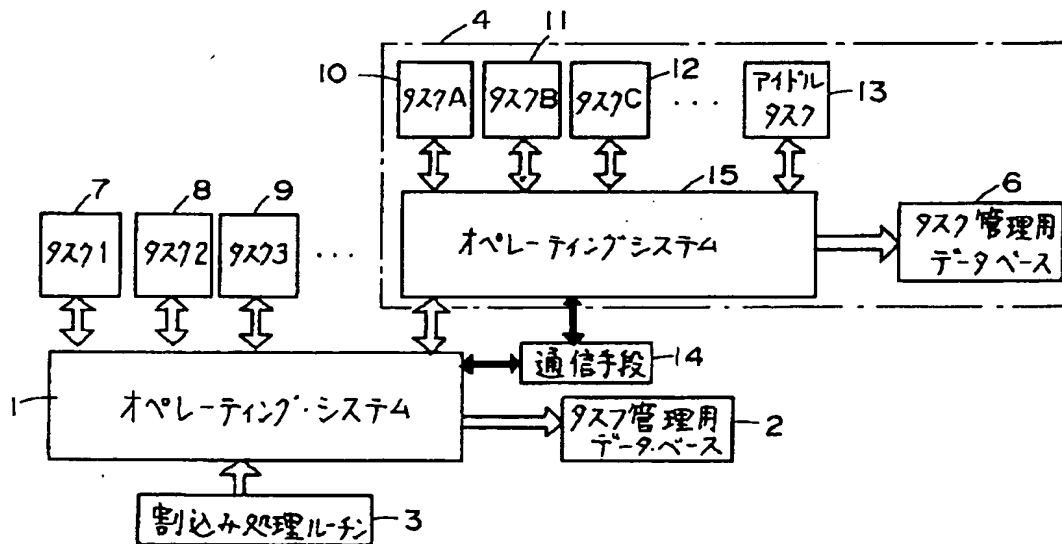 4
11
10
12
タスクA
タスクB
タスクC
・・・
アイドル
タスク
13
15
オペレーティングシステム
6
タスク管理用
データベース
7
8
9
タスク1
タスク2
タスク3
・・・
通信手段
14
1
オペレーティング・システム
タスク管理用
データ・ベース
2
割込み処理ルーチン
3